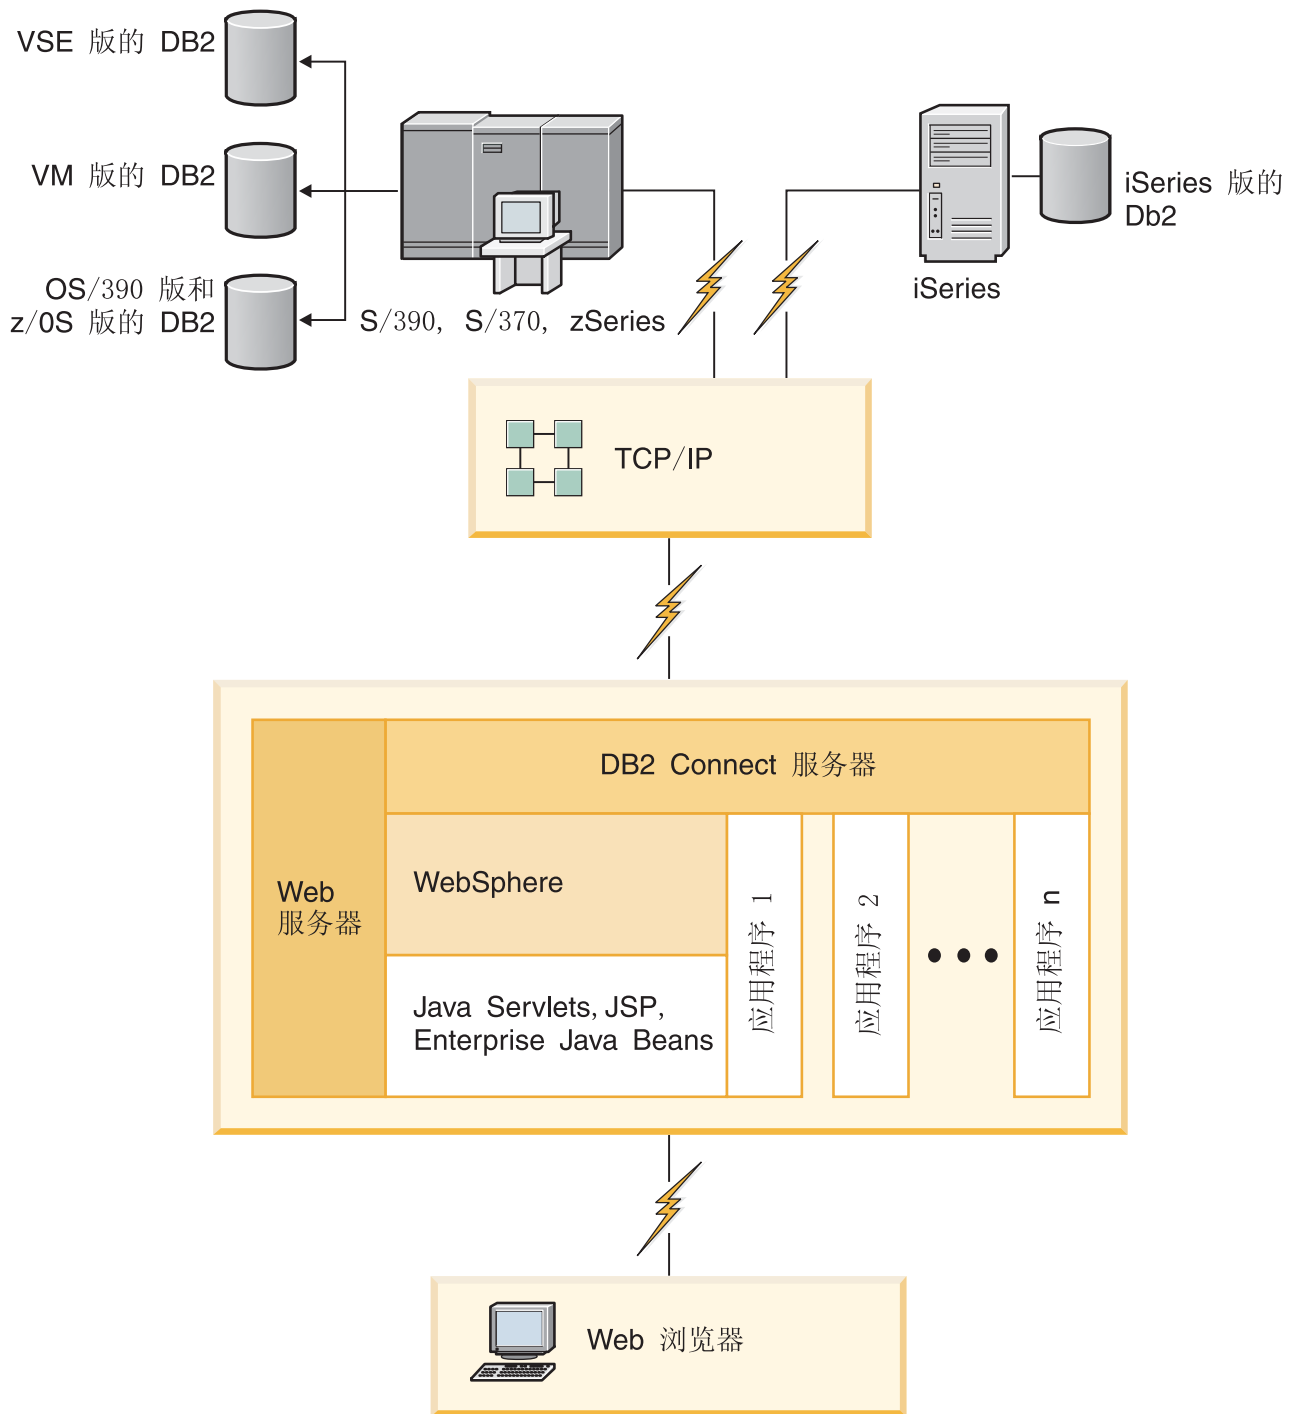 VSE 版的 DB2
VM 版的 DB2
OS/390 版和
z/0S 版的 DB2
S/390, S/370, zSeries
iSeries
iSeries 版的
Db2
TCP/IP
DB2 Connect 服务器
Web
服务器
WebSphere
Java Servlets, JSP,
Enterprise Java Beans
应用程序 1
应用程序 2
应用程序 n
Web 浏览器